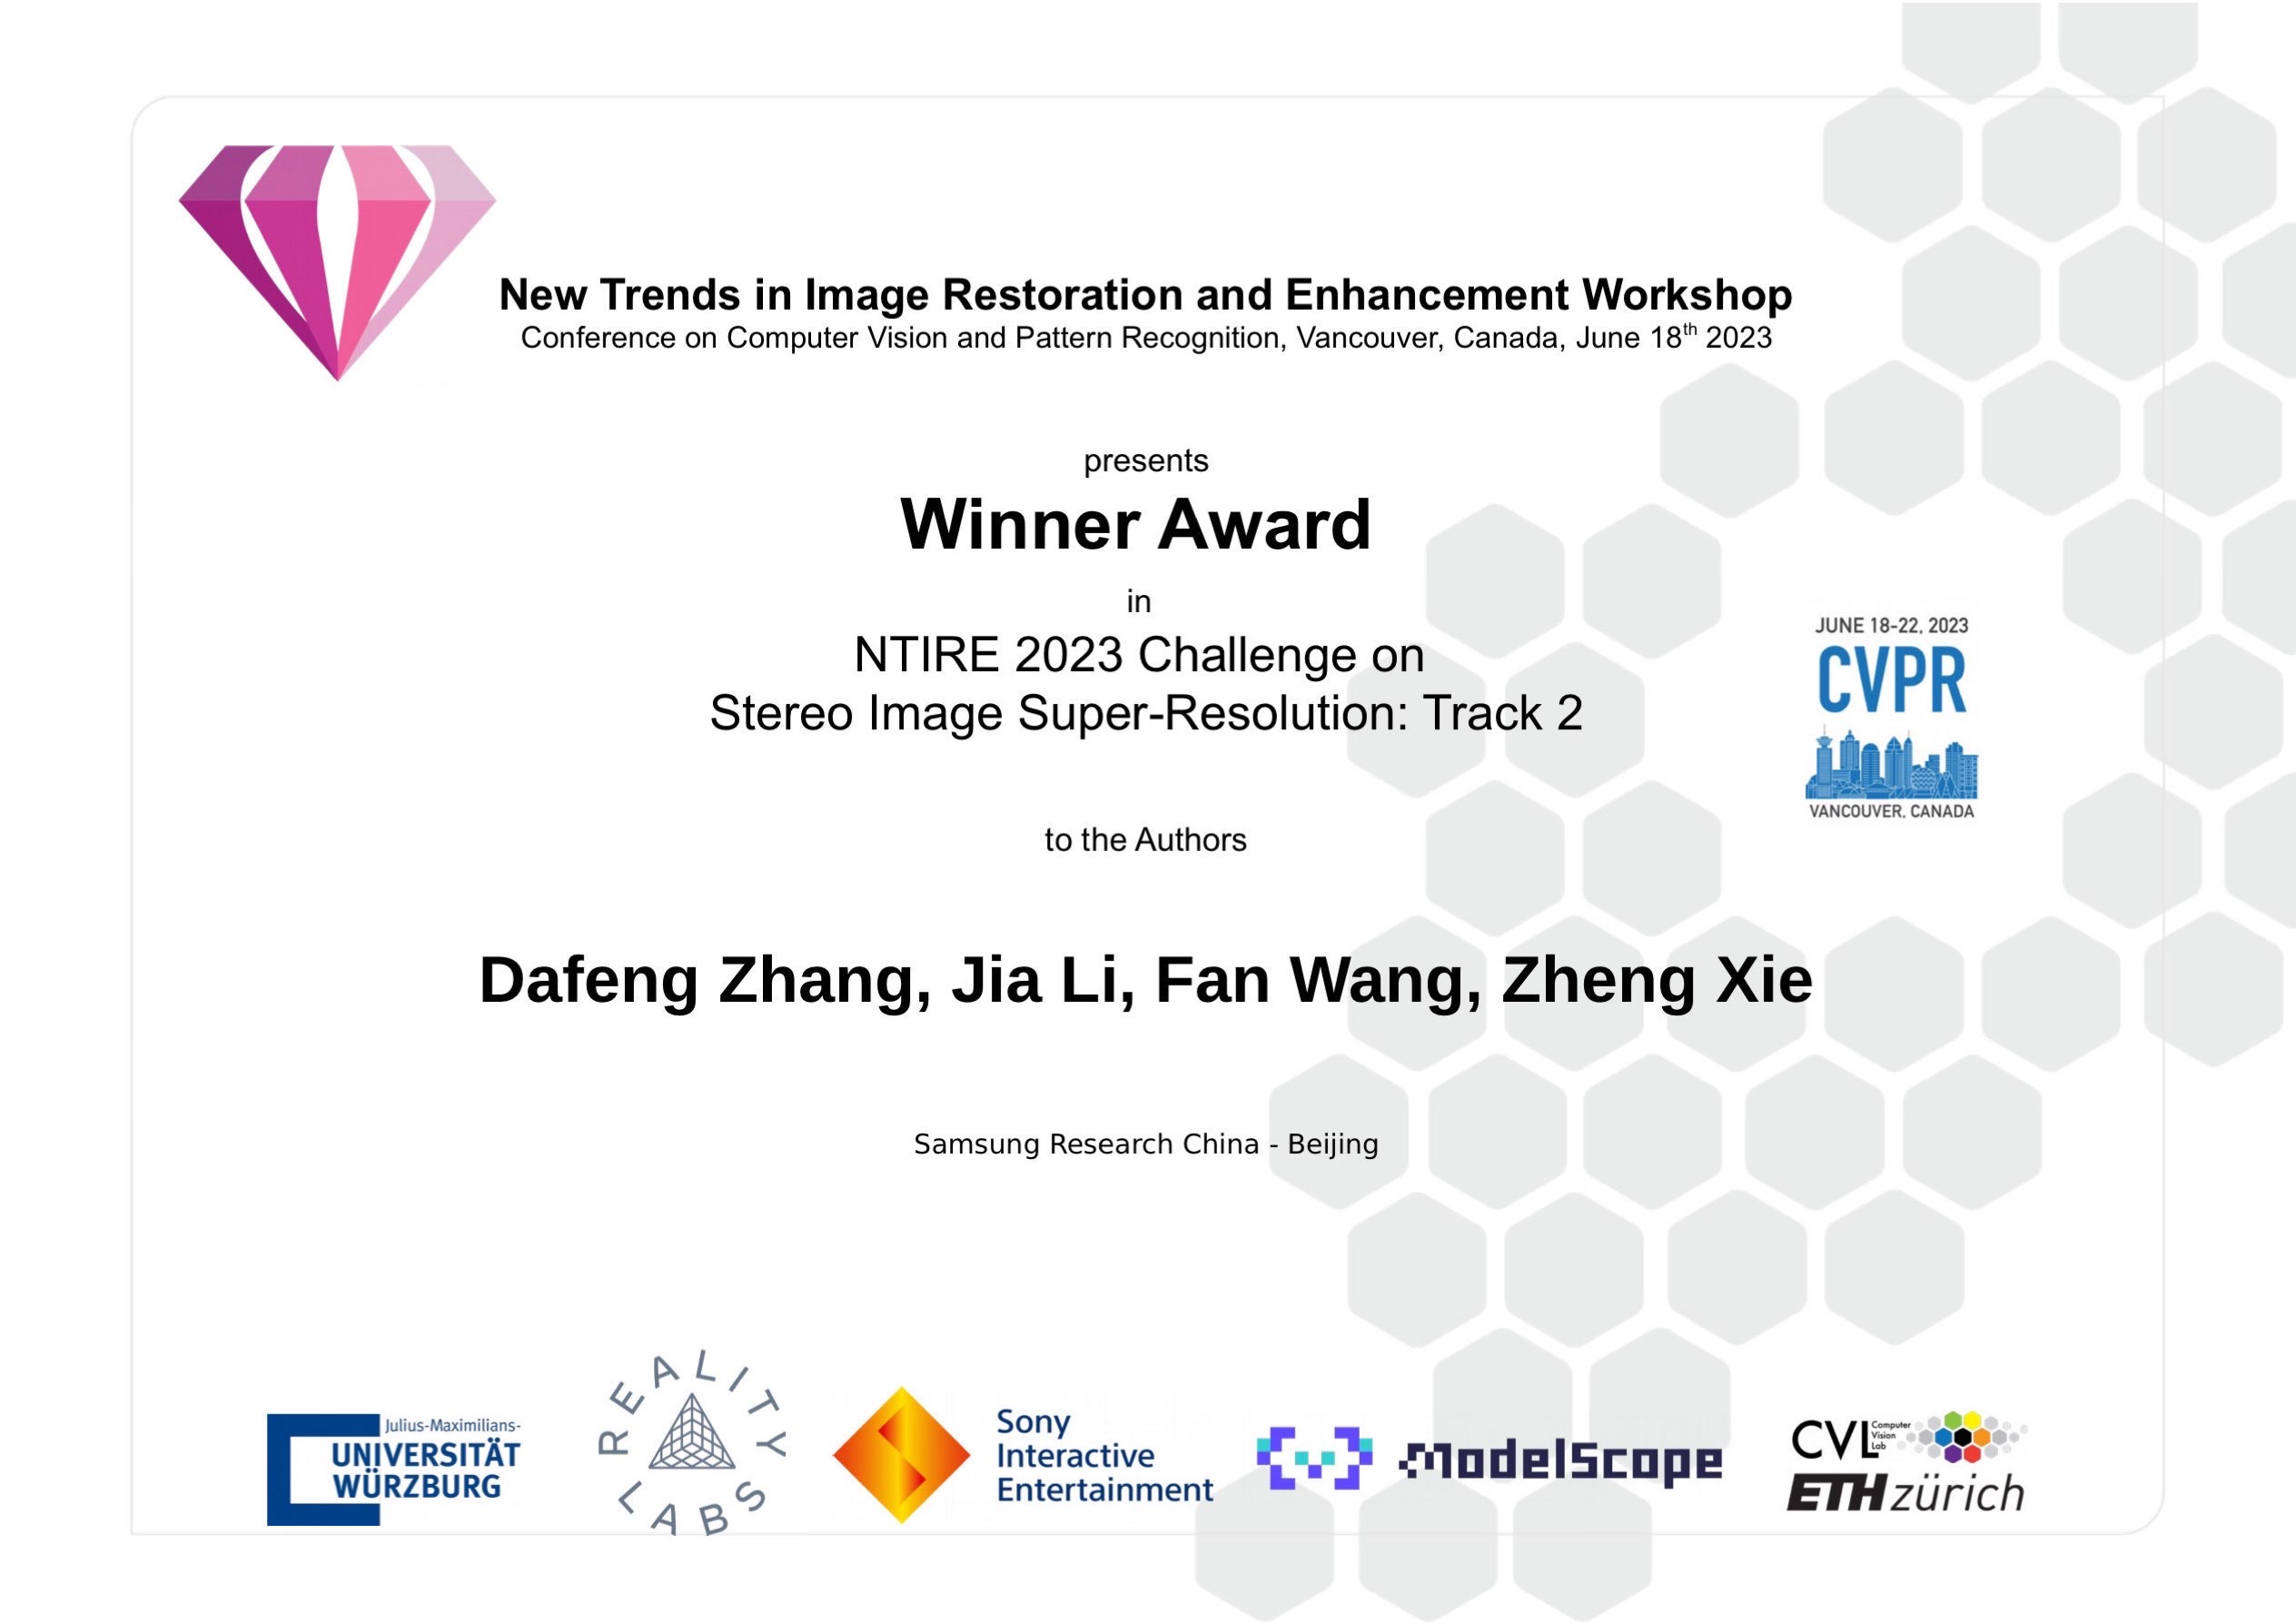 New Trends in Image Restoration and Enhancement Workshop
Conference on Computer Vision and Pattern Recognition, Vancouver, Canada, June 18th 2023
presents
Winner Award
in
NTIRE 2023 Challenge on
Stereo Image Super-Resolution: Track 2
JUNE 18-22, 2023
CVPR
VANCOUVER, CANADA
to the Authors
Dafeng Zhang, Jia Li, Fan Wang, Zheng Xie
Samsung Research China - Beijing
Julius-Maximilians-
UNIVERSITÄT
WÜRZBURG
REALITY
LABS
Sony
Interactive
Entertainment
ModelScope
CVL
Computer
Vision
Lab
ETH zürich